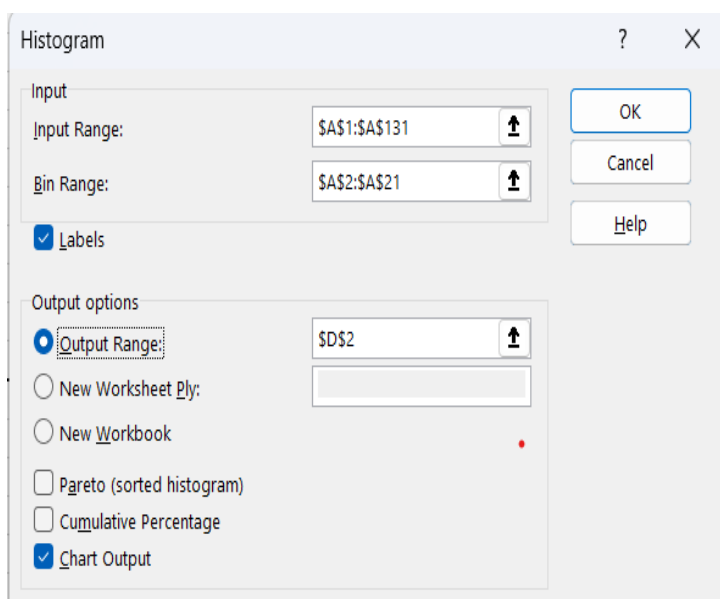 Histogram ? X
Input
Input Range: $A$1:$A$131
Bin Range: $A$2:$A$21
Labels
OK
Cancel
Help
Output options
Output Range: $D$2
New Worksheet Ply:
New Workbook
Pareto (sorted histogram)
Cumulative Percentage
Chart Output